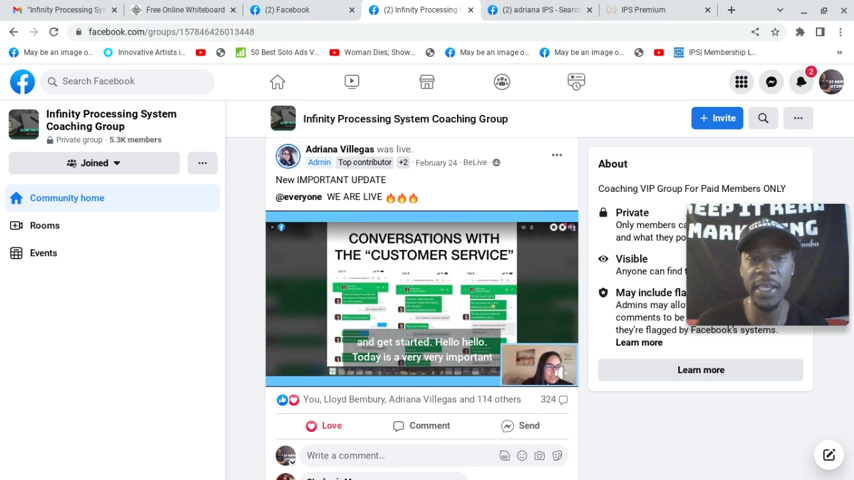 "Infinity Processing Sy
Free Online Whiteboard
(2) Facebook
(2) Infinity Processing
(2) adriana IPS - Searc
IPS Premium
facebook.com/groups/157846426013448
May be an image o...
Innovative Artists i...
50 Best Solo Ads V...
Woman Dies; Show...
May be an image o...
May be an image o...
IPS| Membership L...
Search Facebook
2
Infinity Processing System
Coaching Group
Private group · 5.3K members
Joined
Community home
Rooms
Events
Infinity Processing System Coaching Group
+ Invite
Adriana Villegas was live.
Admin Top contributor +2 · February 24 · BeLive ·
New IMPORTANT UPDATE
@everyone WE ARE LIVE 🔥🔥🔥
CONVERSATIONS WITH
THE "CUSTOMER SERVICE"
and get started. Hello hello.
Today is a very very important
You, Lloyd Bembury, Adriana Villegas and 114 others
324
Love
Comment
Send
Write a comment...
About
Coaching VIP Group For Paid Members ONLY
Private
Only members ca
and what they po
Visible
Anyone can find t
May include fla
Admins may allo
comments to be
they're flagged by Facebook's systems.
Learn more
Learn more
KEEP IT REAL
MARKETING